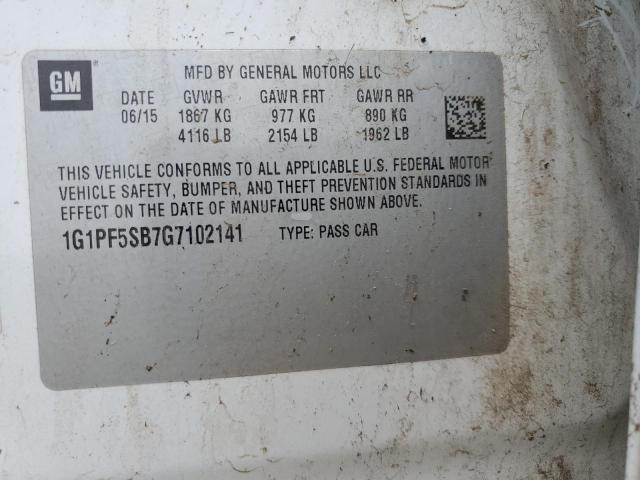 GM
MFD BY GENERAL MOTORS LLC
DATE GVWR GAWR FRT GAWR RR
06/15 1867 KG 977 KG 890 KG
4116 LB 2154 LB 1962 LB
THIS VEHICLE CONFORMS TO ALL APPLICABLE U.S. FEDERAL MOTOR
VEHICLE SAFETY, BUMPER, AND THEFT PREVENTION STANDARDS IN
EFFECT ON THE DATE OF MANUFACTURE SHOWN ABOVE.
1G1PF5SB7G7102141 TYPE: PASS CAR